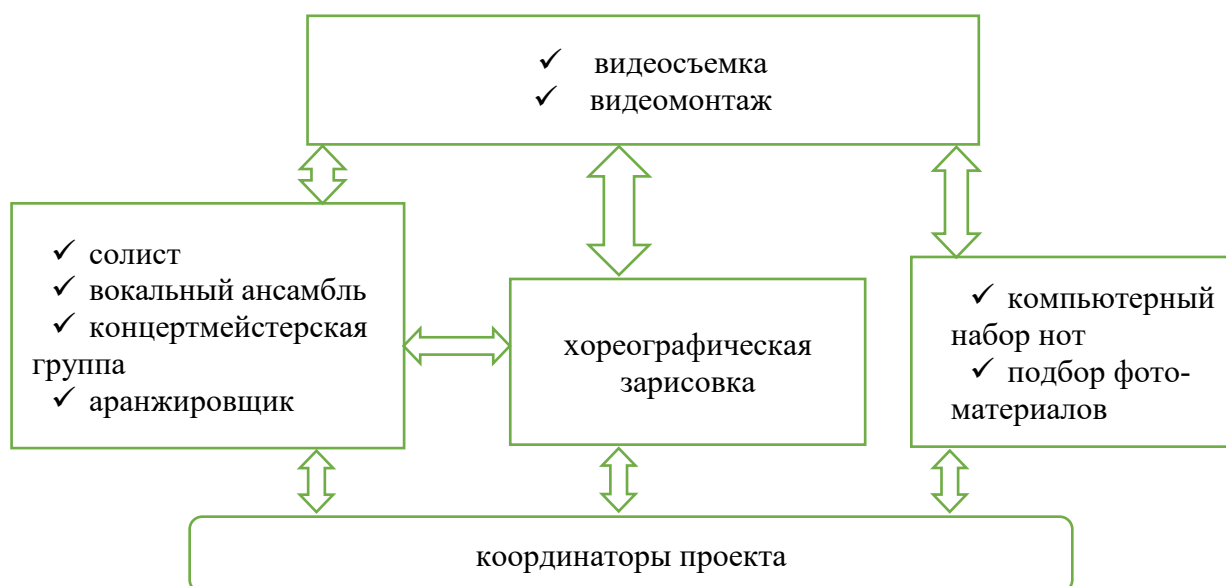 ✓ видеосъемка
✓ видеомонтаж
✓ солист
✓ вокальный ансамбль
✓ концертмейстерская
группа
✓ аранжировщик
хореографическая
зарисовка
✓ компьютерный
набор нот
✓ подбор фото-
материалов
координаторы проекта